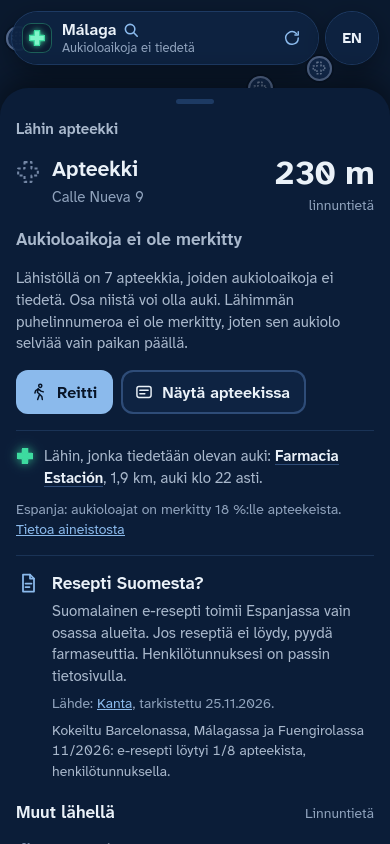 Málaga
Aukioloaikoja ei tiedetä
EN
Lähin apteekki
Apteekki
230 m
Calle Nueva 9
linnuntietä
Aukioloaikoja ei ole merkitty
Lähistöllä on 7 apteekkia, joiden aukioloaikoja ei
tiedetä. Osa niistä voi olla auki. Lähimmän
puhelinnumeroa ei ole merkitty, joten sen aukiolo
selviää vain paikan päällä.
Reitti
Näytä apteekissa
Lähin, jonka tiedetään olevan auki: Farmacia
Estación, 1,9 km, auki klo 22 asti.
Espanja: aukioloajat on merkitty 18 %:lle apteekeista.
Tietoa aineistosta
Resepti Suomesta?
Suomalainen e-resepti toimii Espanjassa vain
osassa alueita. Jos reseptiä ei löydy, pyydä
farmaseuttia. Henkilötunnuksesi on passin
tietosivulla.
Lähde: Kanta, tarkistettu 25.11.2026.
Kokeiltu Barcelonassa, Málagassa ja Fuengirolassa
11/2026: e-resepti löytyi 1/8 apteekista,
henkilötunnuksella.
Muut lähellä
Linnuntietä